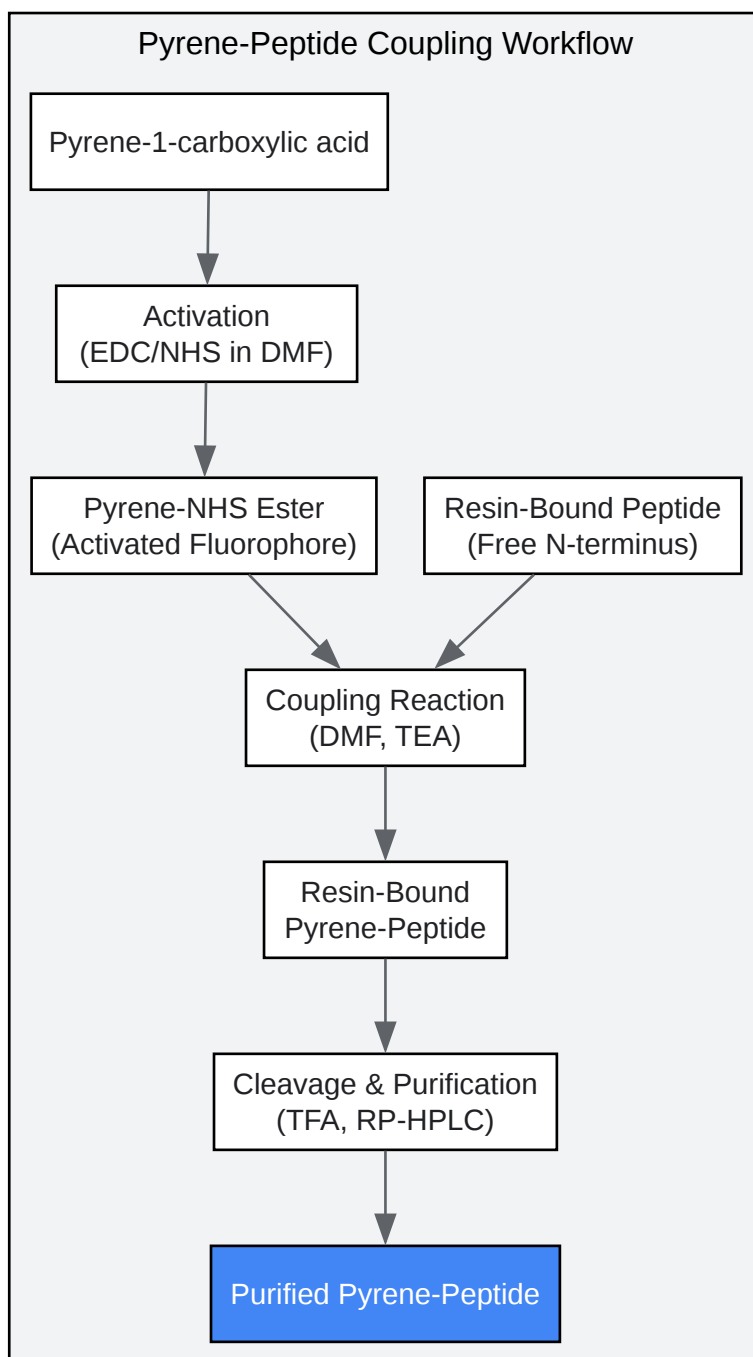 Pyrene-Peptide Coupling Workflow
Pyrene-1-carboxylic acid
Activation
(EDC/NHS in DMF)
Pyrene-NHS Ester
(Activated Fluorophore)
Resin-Bound Peptide
(Free N-terminus)
Coupling Reaction
(DMF, TEA)
Resin-Bound
Pyrene-Peptide
Cleavage & Purification
(TFA, RP-HPLC)
Purified Pyrene-Peptide